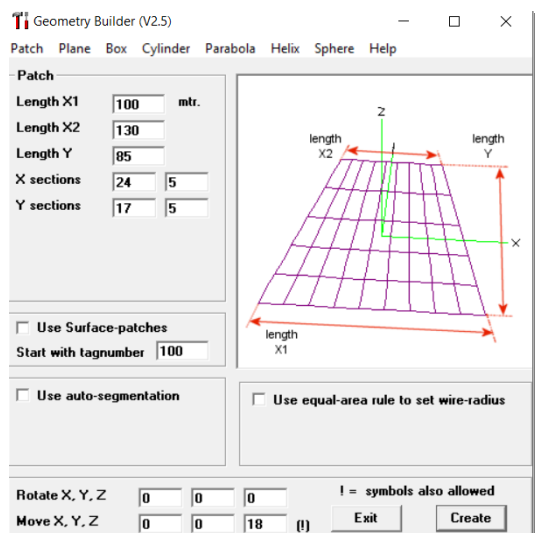 Geometry Builder (V2.5)
Patch Plane Box Cylinder Parabola Helix Sphere Help
Patch
Length X1 100 mtr.
Length X2 130
Length Y 85
X sections 24 5
Y sections 17 5
Z
length
X2
length
Y
X
length
X1
Use Surface-patches
Start with tagnumber 100
Use auto-segmentation
Use equal-area rule to set wire-radius
Rotate X, Y, Z 0 0 0
! = symbols also allowed
Move X, Y, Z 0 0 18 (!)
Exit Create